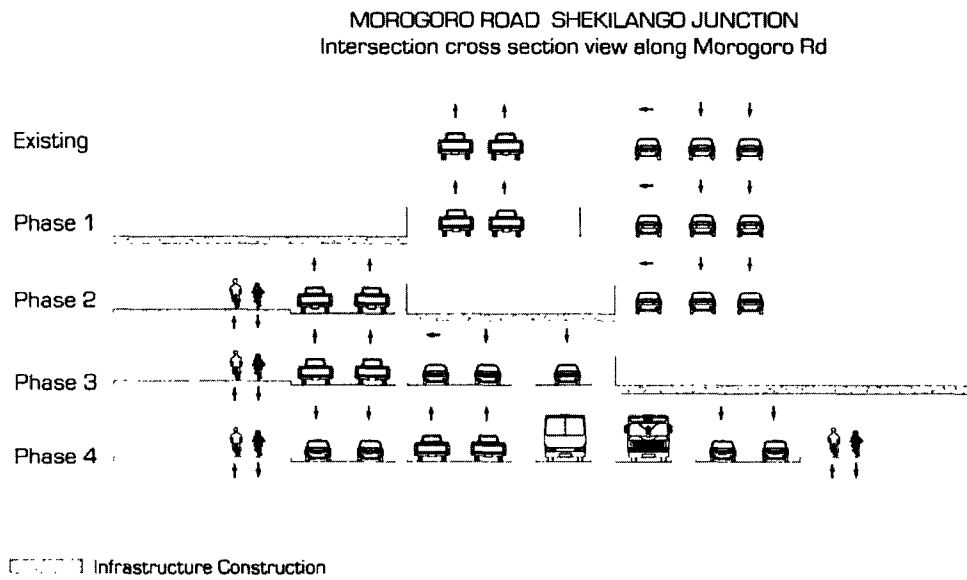 MOROGORO ROAD SHEKILANGO JUNCTION
Intersection cross section view along Morogoro Rd
Existing
Phase 1
Phase 2
Phase 3
Phase 4
Infrastructure Construction